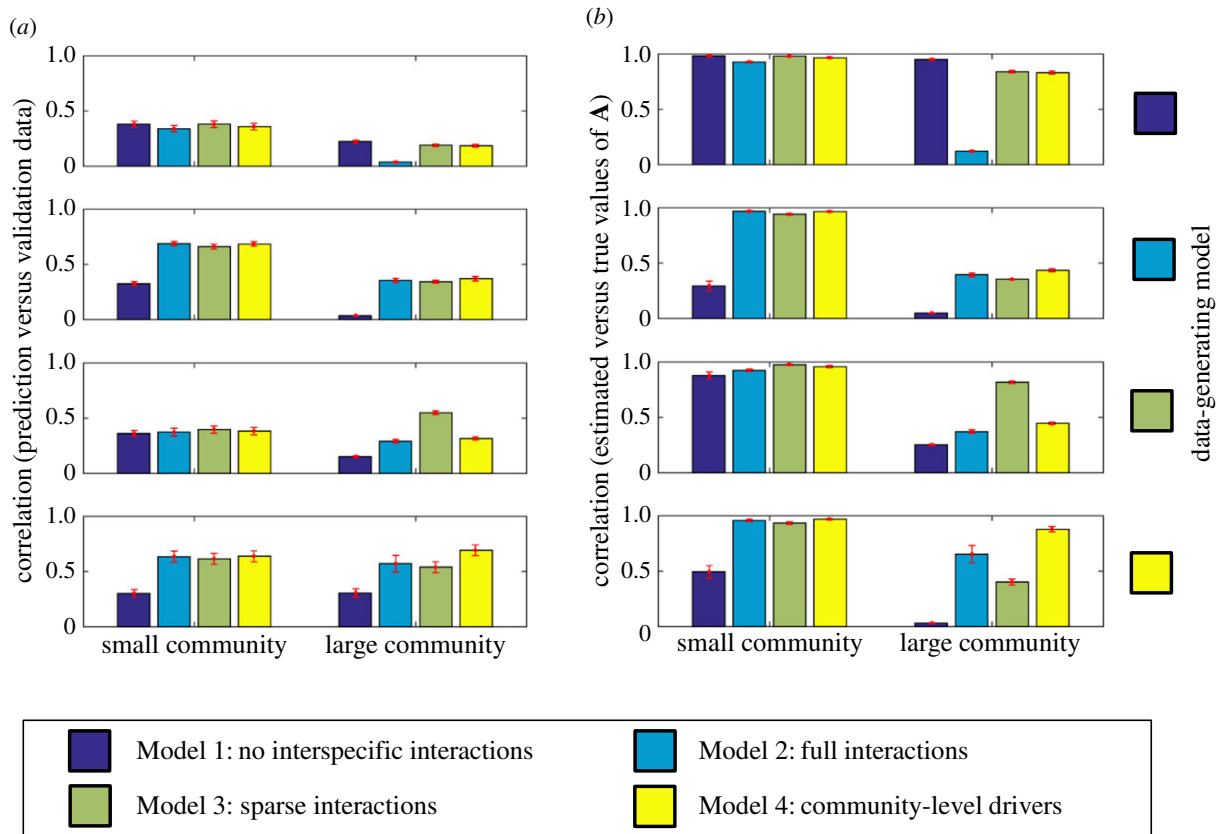 (a)
(b)
correlation (prediction versus validation data)
1.0
0.5
0
1.0
0.5
0
1.0
0.5
0
1.0
0.5
0
small community
large community
correlation (estimated versus true values of A)
1.0
0.5
0
1.0
0.5
0
1.0
0.5
0
1.0
0.5
0
small community
large community
data-generating model
Model 1: no interspecific interactions
Model 2: full interactions
Model 3: sparse interactions
Model 4: community-level drivers